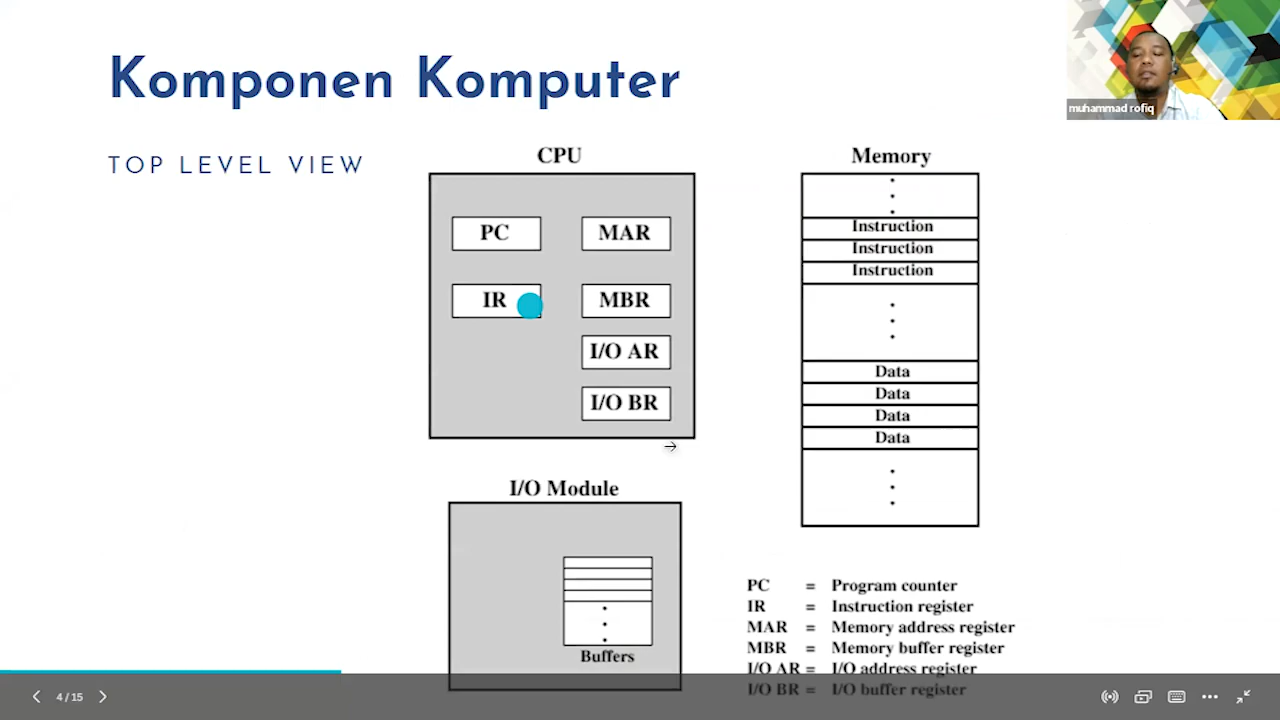 Komponen Komputer
muhammad rofiq
TOP LEVEL VIEW
CPU
PC
MAR
IR
MBR
I/O AR
I/O BR
Memory
Instruction
Instruction
Instruction
Data
Data
Data
Data
I/O Module
Buffers
PC = Program counter
IR = Instruction register
MAR = Memory address register
MBR = Memory buffer register
I/O AR = I/O address register
I/O BR = I/O buffer register
4 / 15